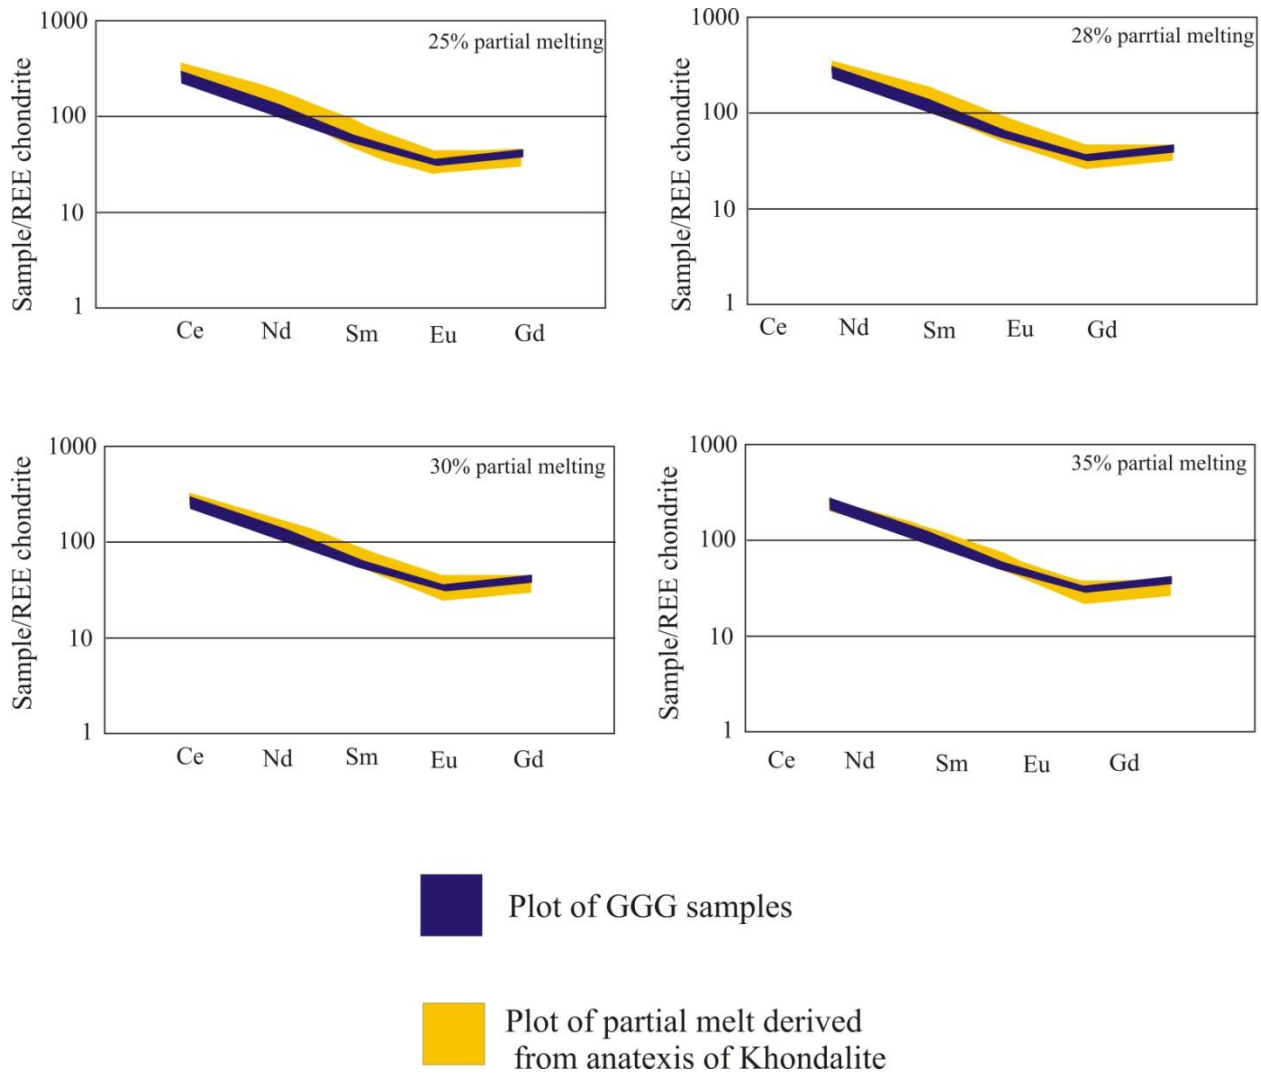 25% partial melting
1000
100
10
1
Sample/REE chondrite
Ce Nd Sm Eu Gd
28% parrtial melting
1000
100
10
1
Sample/REE chondrite
Ce Nd Sm Eu Gd
30% partial melting
1000
100
10
1
Sample/REE chondrite
Ce Nd Sm Eu Gd
35% partial melting
1000
100
10
1
Sample/REE chondrite
Ce Nd Sm Eu Gd
Plot of GGG samples
Plot of partial melt derived
from anatexis of Khondalite